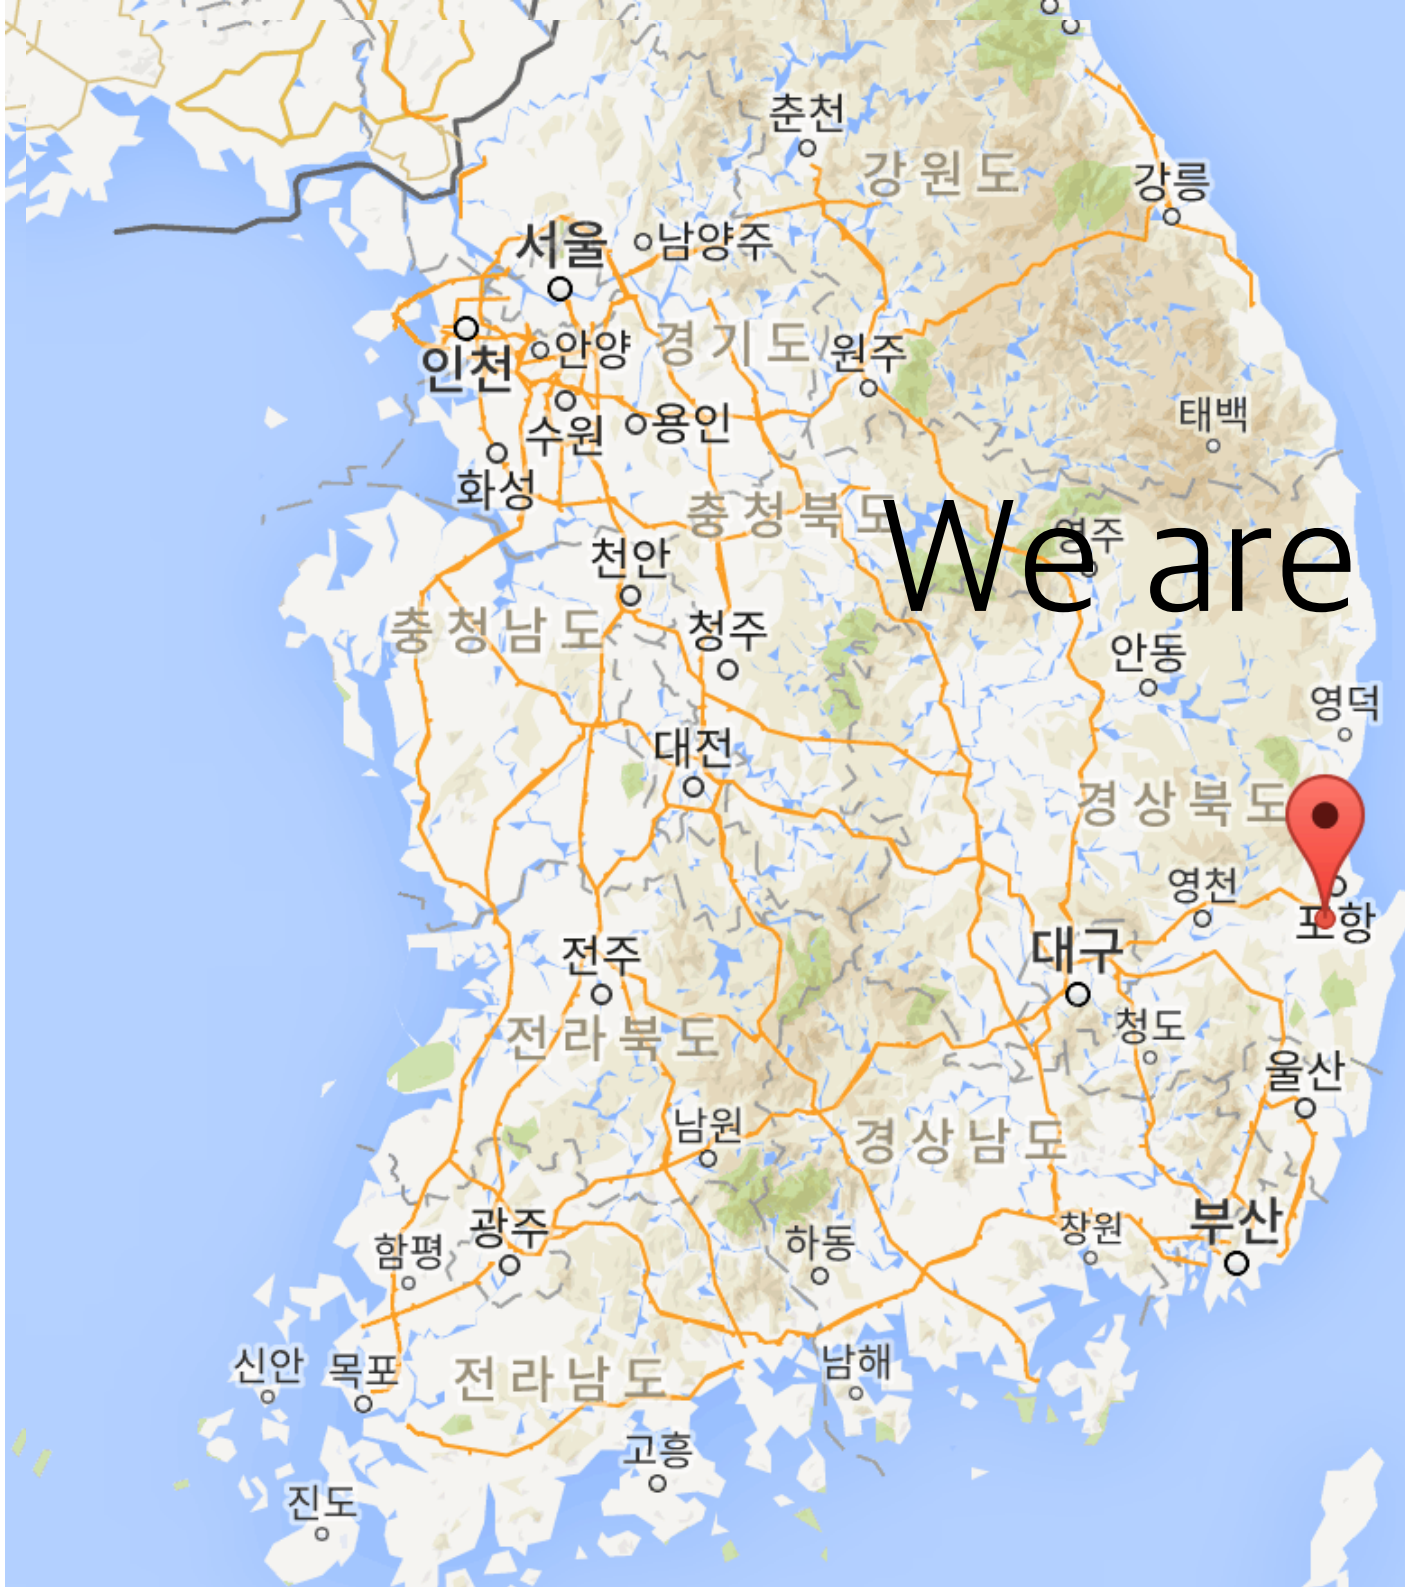 춘천
강원도
강릉
서울
남양주
인천
안양
경기도
원주
수원
용인
화성
태백
충청북도
We are
영주
천안
충청남도
청주
안동
영덕
대전
경상북도
영천
포항
대구
전주
전라북도
청도
울산
남원
경상남도
광주
함평
하동
창원
부산
신안
목포
전라남도
남해
고흥
진도